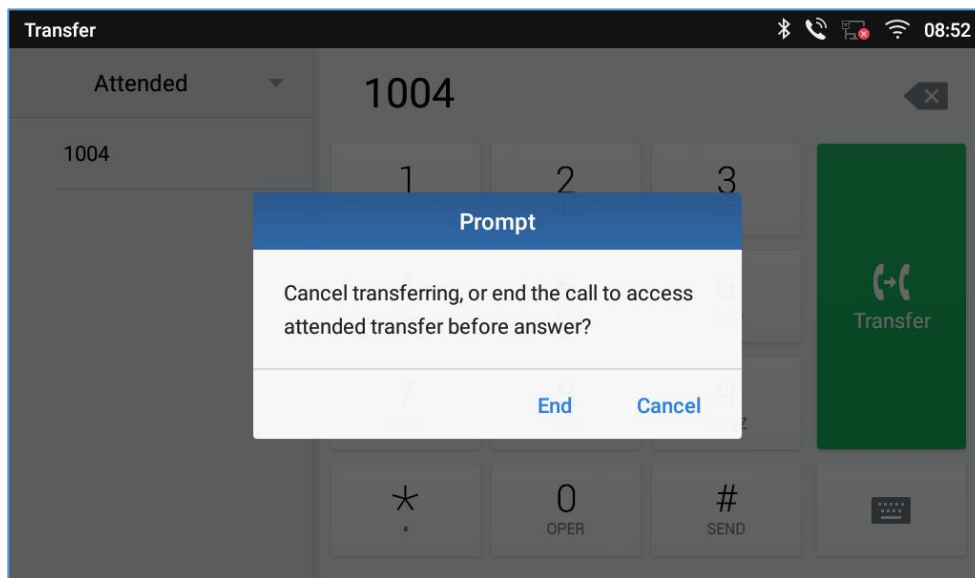 Transfer 08:52
Attended
1004
1004
1 2 3
Prompt
Cancel transferring, or end the call to access
attended transfer before answer?
End Cancel
Transfer
* 0 #
OPER SEND